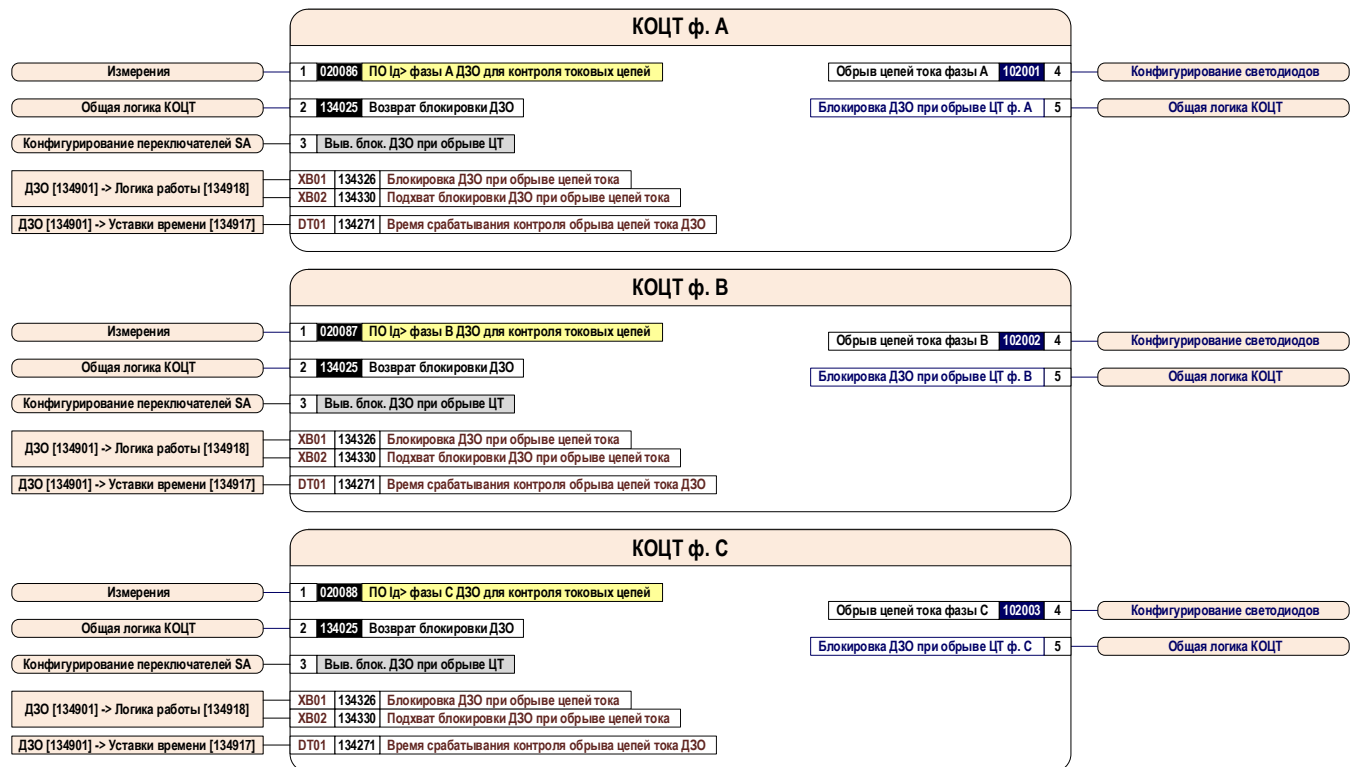 КОЦТ ф. А
Измерения 1 020086 ПО Iд> фазы А ДЗО для контроля токовых цепей Обрыв цепей тока фазы А 102001 4 Конфигурирование светодиодов
Общая логика КОЦТ 2 134025 Возврат блокировки ДЗО Блокировка ДЗО при обрыве ЦТ ф. А 5 Общая логика КОЦТ
Конфигурирование переключателей SA 3 Выв. блок. ДЗО при обрыве ЦТ
ДЗО [134901] -> Логика работы [134918]
XB01 134326 Блокировка ДЗО при обрыве цепей тока
XB02 134330 Подхват блокировки ДЗО при обрыве цепей тока
ДЗО [134901] -> Уставки времени [134917] DT01 134271 Время срабатывания контроля обрыва цепей тока ДЗО
КОЦТ ф. В
Измерения 1 020087 ПО Iд> фазы В ДЗО для контроля токовых цепей Обрыв цепей тока фазы В 102002 4 Конфигурирование светодиодов
Общая логика КОЦТ 2 134025 Возврат блокировки ДЗО Блокировка ДЗО при обрыве ЦТ ф. В 5 Общая логика КОЦТ
Конфигурирование переключателей SA 3 Выв. блок. ДЗО при обрыве ЦТ
ДЗО [134901] -> Логика работы [134918]
XB01 134326 Блокировка ДЗО при обрыве цепей тока
XB02 134330 Подхват блокировки ДЗО при обрыве цепей тока
ДЗО [134901] -> Уставки времени [134917] DT01 134271 Время срабатывания контроля обрыва цепей тока ДЗО
КОЦТ ф. С
Измерения 1 020088 ПО Iд> фазы С ДЗО для контроля токовых цепей Обрыв цепей тока фазы С 102003 4 Конфигурирование светодиодов
Общая логика КОЦТ 2 134025 Возврат блокировки ДЗО Блокировка ДЗО при обрыве ЦТ ф. С 5 Общая логика КОЦТ
Конфигурирование переключателей SA 3 Выв. блок. ДЗО при обрыве ЦТ
ДЗО [134901] -> Логика работы [134918]
XB01 134326 Блокировка ДЗО при обрыве цепей тока
XB02 134330 Подхват блокировки ДЗО при обрыве цепей тока
ДЗО [134901] -> Уставки времени [134917] DT01 134271 Время срабатывания контроля обрыва цепей тока ДЗО